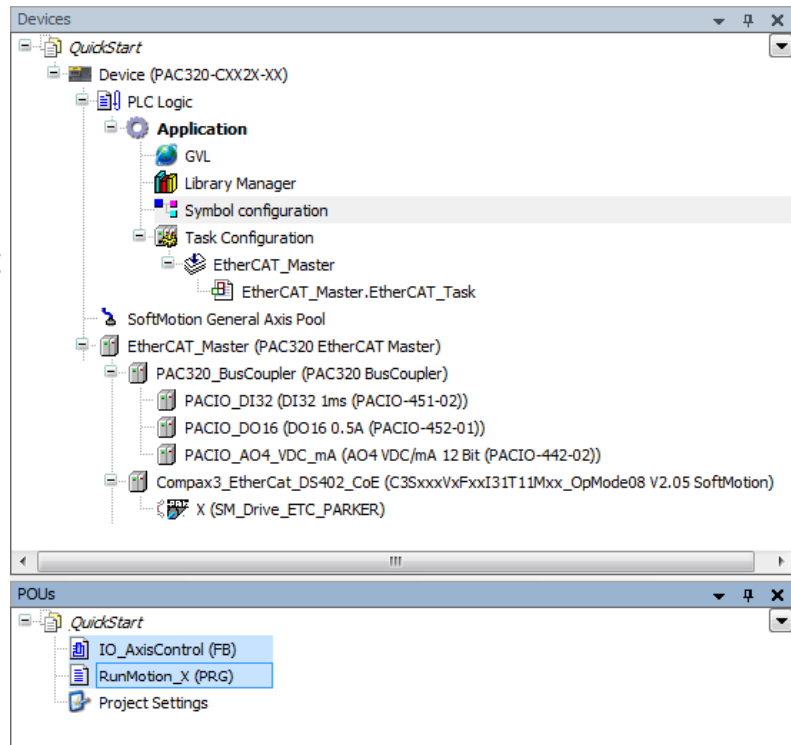 Devices
QuickStart
Device (PAC320-CXX2X-XX)
PLC Logic
Application
GVL
Library Manager
Symbol configuration
Task Configuration
EtherCAT_Master
EtherCAT_Master.EtherCAT_Task
SoftMotion General Axis Pool
EtherCAT_Master (PAC320 EtherCAT Master)
PAC320_BusCoupler (PAC320 BusCoupler)
PACIO_DI32 (DI32 1ms (PACIO-451-02))
PACIO_DO16 (DO16 0.5A (PACIO-452-01))
PACIO_AO4_VDC_mA (AO4 VDC/mA 12 Bit (PACIO-442-02))
Compax3_EtherCat_DS402_CoE (C3SxxxVxFxxI31T11Mxx_OpMode08 V2.05 SoftMotion)
X (SM_Drive_ETC_PARKER)
POUs
QuickStart
IO_AxisControl (FB)
RunMotion_X (PRG)
Project Settings